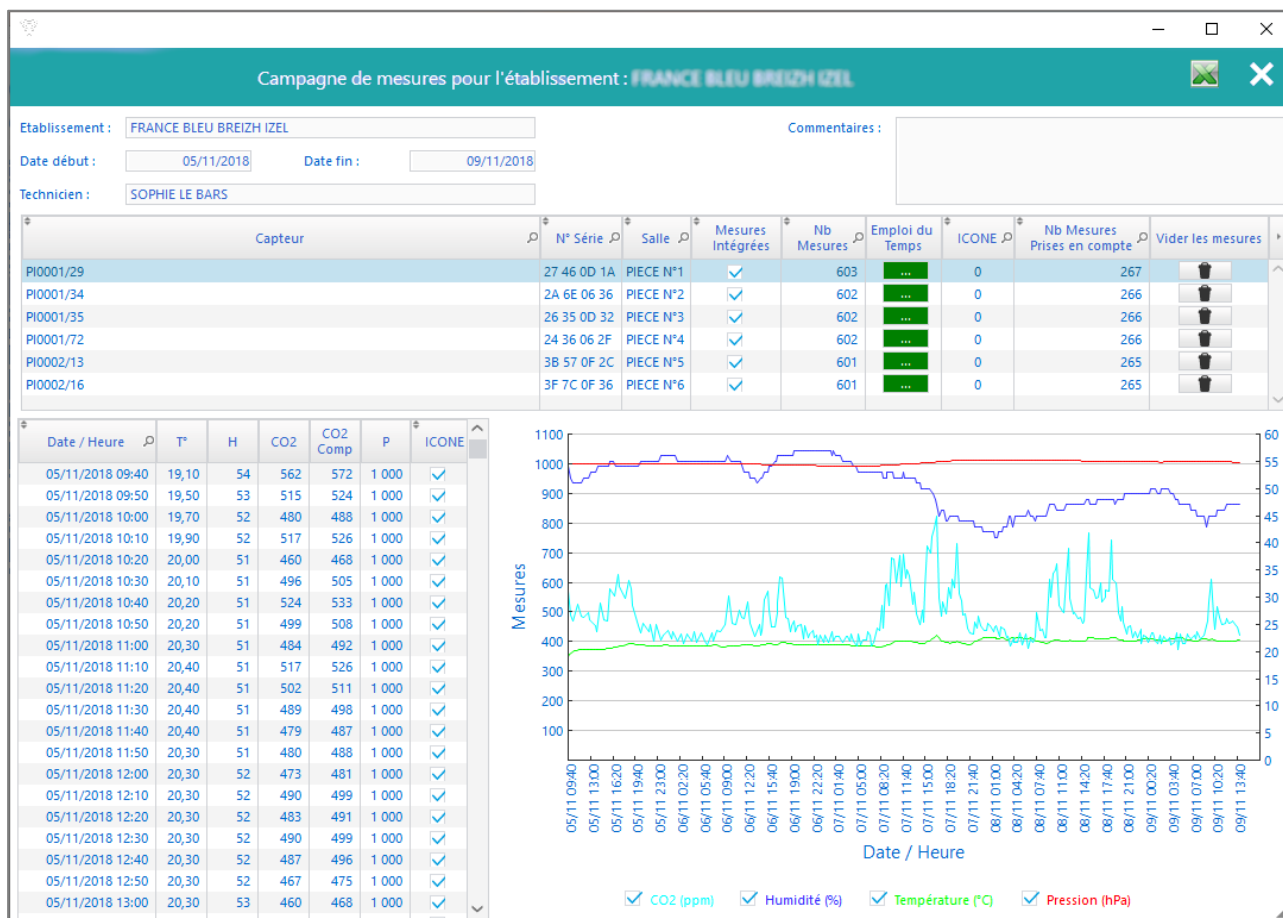 Campagne de mesures pour l'établissement : FRANCE BLEU BREIZH IZEL
Etablissement : FRANCE BLEU BREIZH IZEL
Commentaires :
Date début : 05/11/2018 Date fin : 09/11/2018
Technicien : SOPHIE LE BARS
Capteur N° Série Salle Mesures Intégrées Nb Mesures Emploi du Temps ICONE Nb Mesures Prises en compte Vider les mesures
PI0001/29 27 46 0D 1A PIECE N°1 603 ... 0 267
PI0001/34 2A 6E 06 36 PIECE N°2 602 ... 0 266
PI0001/35 26 35 0D 32 PIECE N°3 602 ... 0 266
PI0001/72 24 36 06 2F PIECE N°4 602 ... 0 266
PI0002/13 3B 57 0F 2C PIECE N°5 601 ... 0 265
PI0002/16 3F 7C 0F 36 PIECE N°6 601 ... 0 265
Date / Heure T° H CO2 CO2 Comp P ICONE
05/11/2018 09:40 19,10 54 562 572 1 000
05/11/2018 09:50 19,50 53 515 524 1 000
05/11/2018 10:00 19,70 52 480 488 1 000
05/11/2018 10:10 19,90 52 517 526 1 000
05/11/2018 10:20 20,00 51 460 468 1 000
05/11/2018 10:30 20,10 51 496 505 1 000
05/11/2018 10:40 20,20 51 524 533 1 000
05/11/2018 10:50 20,20 51 499 508 1 000
05/11/2018 11:00 20,30 51 484 492 1 000
05/11/2018 11:10 20,40 51 517 526 1 000
05/11/2018 11:20 20,40 51 502 511 1 000
05/11/2018 11:30 20,40 51 489 498 1 000
05/11/2018 11:40 20,40 51 479 487 1 000
05/11/2018 11:50 20,30 51 480 488 1 000
05/11/2018 12:00 20,30 52 473 481 1 000
05/11/2018 12:10 20,30 52 490 499 1 000
05/11/2018 12:20 20,30 52 483 491 1 000
05/11/2018 12:30 20,30 52 490 499 1 000
05/11/2018 12:40 20,30 52 487 496 1 000
05/11/2018 12:50 20,30 52 467 475 1 000
05/11/2018 13:00 20,30 53 460 468 1 000
Mesures
1100
1000
900
800
700
600
500
400
300
200
100
60
55
50
45
40
35
30
25
20
15
10
5
0
05/11 09:40
05/11 13:00
05/11 16:20
05/11 19:40
05/11 23:00
06/11 02:20
06/11 05:40
06/11 09:00
06/11 12:20
06/11 15:40
06/11 19:00
06/11 22:20
07/11 01:40
07/11 05:00
07/11 08:20
07/11 11:40
07/11 15:00
07/11 18:20
07/11 21:40
08/11 01:00
08/11 04:20
08/11 07:40
08/11 11:00
08/11 14:20
08/11 17:40
08/11 21:00
09/11 00:20
09/11 03:40
09/11 07:00
09/11 10:20
09/11 13:40
Date / Heure
CO2 (ppm) Humidité (%) Température (°C) Pression (hPa)